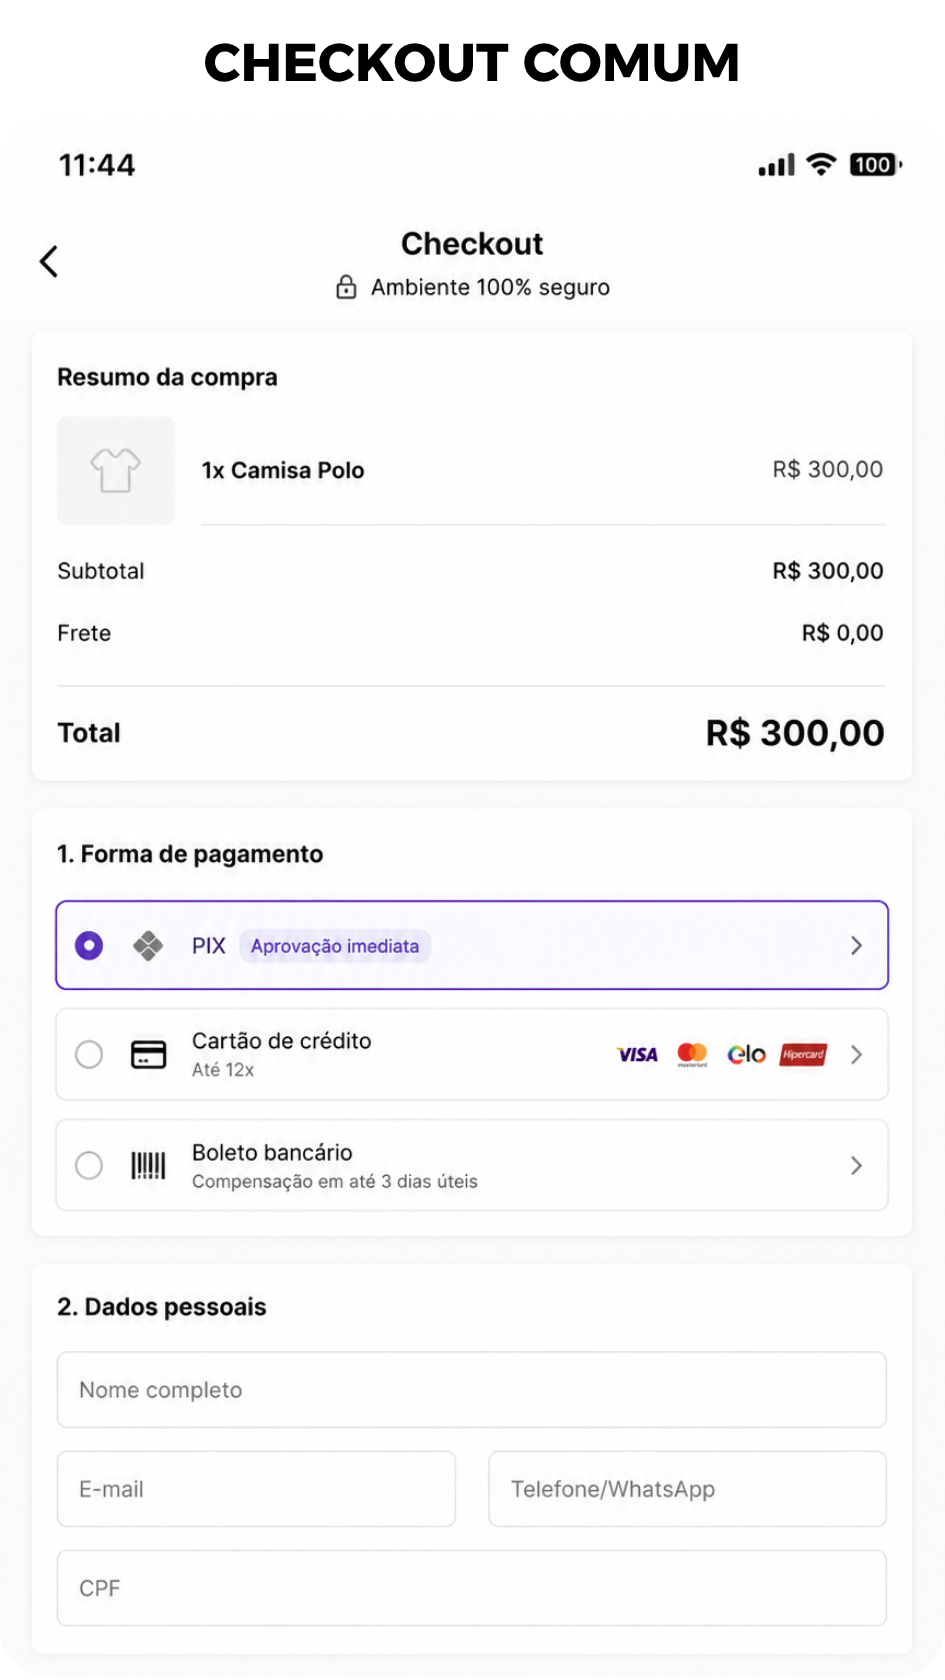 CHECKOUT COMUM
11:44
100
Checkout
Ambiente 100% seguro
Resumo da compra
1x Camisa Polo
R$ 300,00
Subtotal
R$ 300,00
Frete
R$ 0,00
Total
R$ 300,00
1. Forma de pagamento
PIX
Aprovação imediata
Cartão de crédito
Até 12x
VISA
mastercard
elo
Hipercard
Boleto bancário
Compensação em até 3 dias úteis
2. Dados pessoais
Nome completo
E-mail
Telefone/WhatsApp
CPF